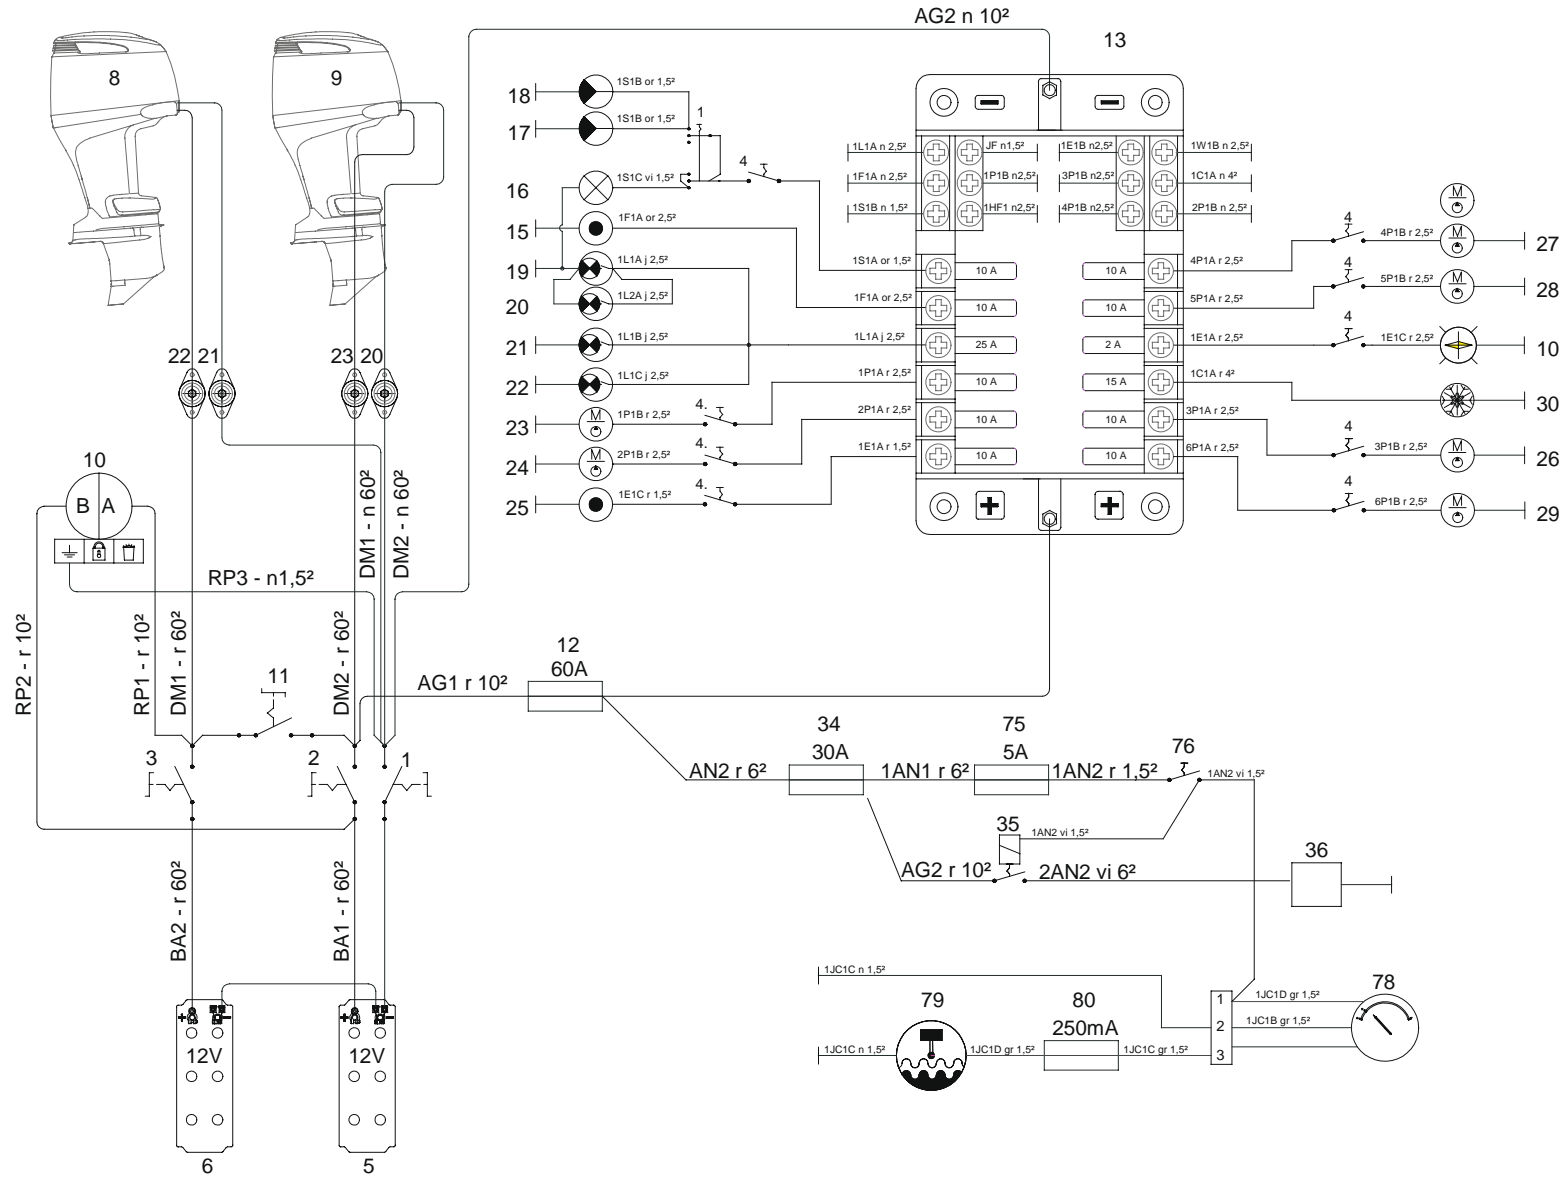 AG2 n 10²
13
8
9
18
1S1B or 1,5²
17
1S1B or 1,5²
1
4
16
1S1C vi 1,5²
15
1F1A or 2,5²
19
1L1A j 2,5²
20
1L2A j 2,5²
21
1L1B j 2,5²
22
1L1C j 2,5²
23
1P1B r 2,5²
4.
24
2P1B r 2,5²
4.
25
1E1C r 1,5²
4.
1L1A n 2,5²
JF n1,5²
1E1B n2,5²
1W1B n 2,5²
1F1A n 2,5²
1P1B n2,5²
3P1B n2,5²
1C1A n 4²
1S1B n 1,5²
1HF1 n2,5²
4P1B n2,5²
2P1B n 2,5²
1S1A or 1,5²
10 A
10 A
4P1A r 2,5²
1F1A or 2,5²
10 A
10 A
5P1A r 2,5²
1L1A j 2,5²
25 A
2 A
1E1A r 2,5²
1P1A r 2,5²
10 A
15 A
1C1A r 4²
2P1A r 2,5²
10 A
10 A
3P1A r 2,5²
1E1A r 1,5²
10 A
10 A
6P1A r 2,5²
M
4
4P1B r 2,5²
M
27
4
5P1B r 2,5²
M
28
4
1E1C r 2,5²
10
30
4
3P1B r 2,5²
M
26
4
6P1B r 2,5²
M
29
M
M
22 21
23 20
10
B A
DM1 - n 60²
DM2 - n 60²
RP3 - n1,5²
RP2 - r 10²
RP1 - r 10²
DM1 - r 60²
DM2 - r 60²
11
3
2
1
AG1 r 10²
12
60A
34
30A
75
5A
76
AN2 r 6²
1AN1 r 6²
1AN2 r 1,5²
1AN2 vi 1,5²
35
1AN2 vi 1,5²
AG2 r 10²
2AN2 vi 6²
36
BA2 - r 60²
BA1 - r 60²
+ -
12V
6
+ -
12V
5
1JC1C n 1,5²
79
80
250mA
1JC1C n 1,5²
1JC1D gr 1,5²
1JC1C gr 1,5²
1
2
3
1JC1D gr 1,5²
1JC1B gr 1,5²
78